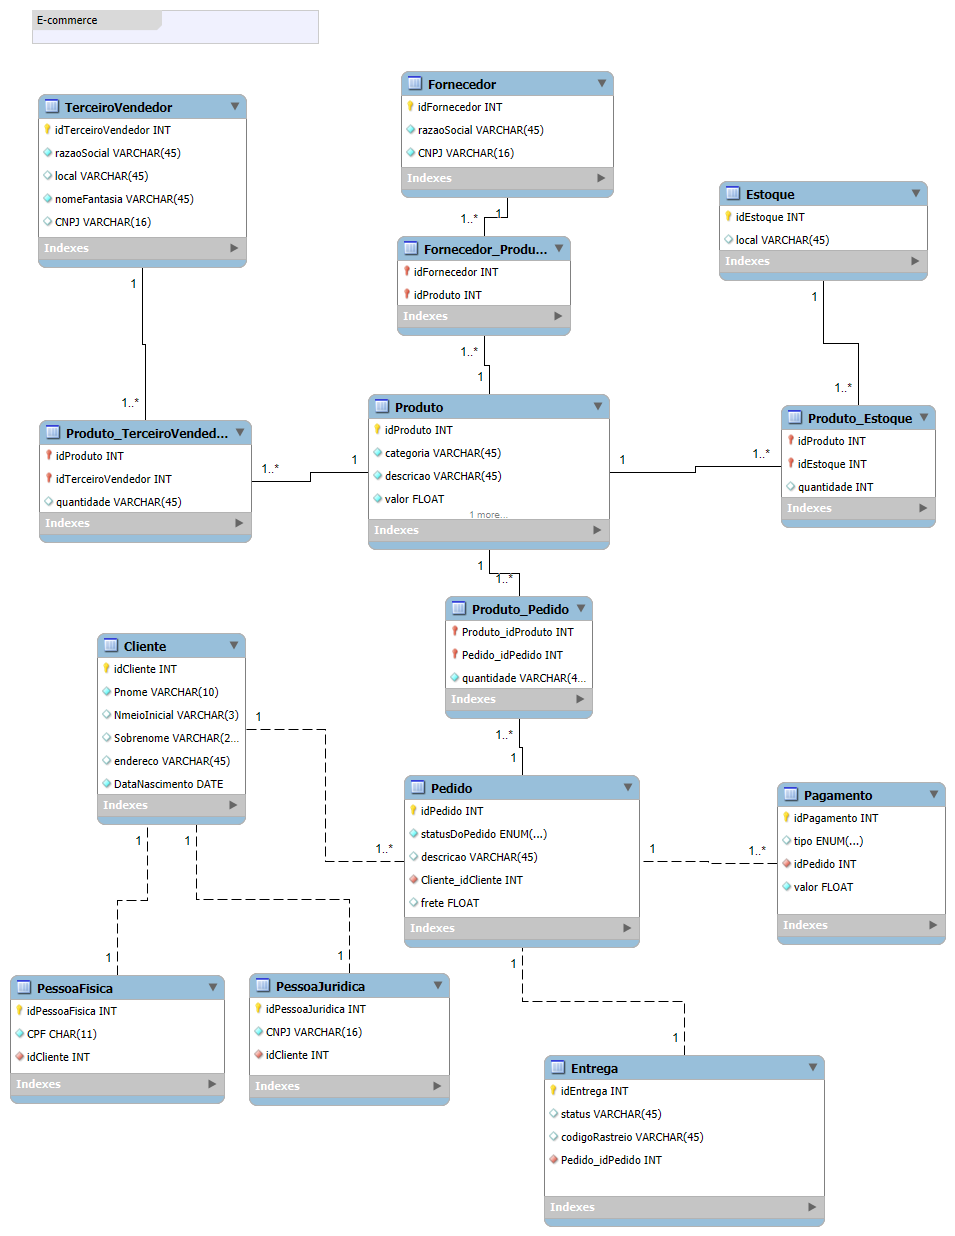 E-commerce
TerceiroVendedor
idTerceiroVendedor INT
razaoSocial VARCHAR(45)
local VARCHAR(45)
nomeFantasia VARCHAR(45)
CNPJ VARCHAR(16)
Indexes
Fornecedor
idFornecedor INT
razaoSocial VARCHAR(45)
CNPJ VARCHAR(16)
Indexes
Estoque
idEstoque INT
local VARCHAR(45)
Indexes
1
1..*
Fornecedor_Produ...
idFornecedor INT
idProduto INT
Indexes
1
1..*
1
1..*
1..*
1
Produto_TerceiroVended...
idProduto INT
idTerceiroVendedor INT
quantidade VARCHAR(45)
Indexes
1..*
1
Produto
idProduto INT
categoria VARCHAR(45)
descricao VARCHAR(45)
valor FLOAT
1 more...
Indexes
1
1..*
Produto_Estoque
idProduto INT
idEstoque INT
quantidade INT
Indexes
1
1..*
Produto_Pedido
Produto_idProduto INT
Pedido_idPedido INT
quantidade VARCHAR(4...
Indexes
1..*
1
Cliente
idCliente INT
Pnome VARCHAR(10)
NmeioInicial VARCHAR(3)
Sobrenome VARCHAR(2...
endereco VARCHAR(45)
DataNascimento DATE
Indexes
1
1..*
Pedido
idPedido INT
statusDoPedido ENUM(...)
descricao VARCHAR(45)
Cliente_idCliente INT
frete FLOAT
Indexes
1
1..*
Pagamento
idPagamento INT
tipo ENUM(...)
idPedido INT
valor FLOAT
Indexes
1
1
1
1
PessoaFisica
idPessoaFisica INT
CPF CHAR(11)
idCliente INT
Indexes
PessoaJuridica
idPessoaJuridica INT
CNPJ VARCHAR(16)
idCliente INT
Indexes
1
1
Entrega
idEntrega INT
status VARCHAR(45)
codigoRastreio VARCHAR(45)
Pedido_idPedido INT
Indexes